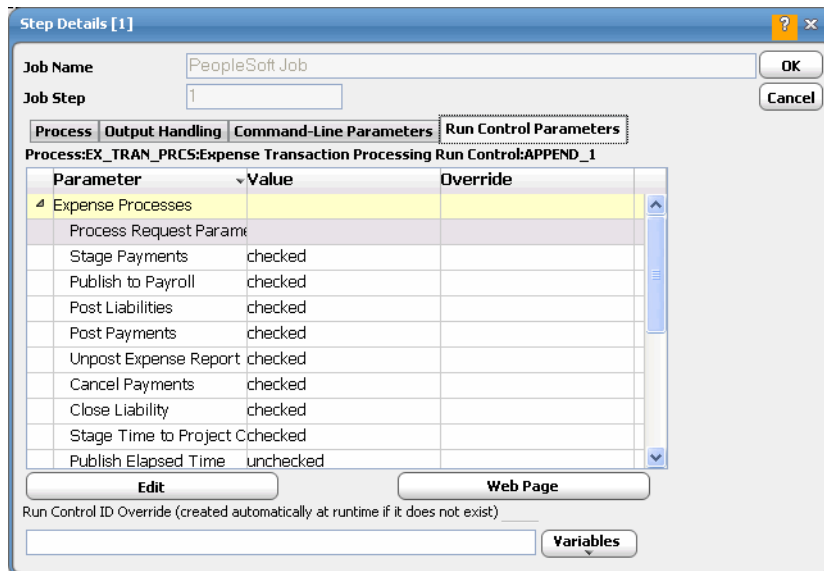 Step Details [1]
? x
Job Name PeopleSoft Job OK
Job Step 1 Cancel
Process Output Handling Command-Line Parameters Run Control Parameters
Process:EX_TRAN_PRCS:Expense Transaction Processing Run Control:APPEND_1
Parameter Value Override
Expense Processes
Process Request Parame
Stage Payments checked
Publish to Payroll checked
Post Liabilities checked
Post Payments checked
Unpost Expense Report checked
Cancel Payments checked
Close Liability checked
Stage Time to Project C checked
Publish Elapsed Time unchecked
Edit Web Page
Run Control ID Override (created automatically at runtime if it does not exit)
Variables